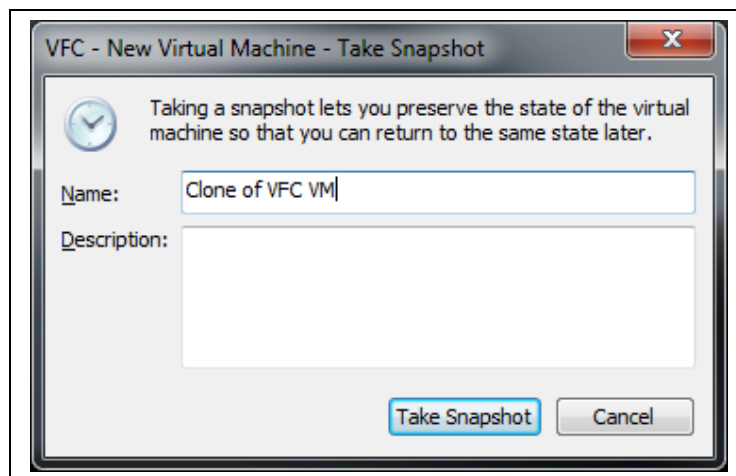 VFC - New Virtual Machine - Take Snapshot
Taking a snapshot lets you preserve the state of the virtual
machine so that you can return to the same state later.
Name: Clone of VFC VM
Description:
Take Snapshot Cancel